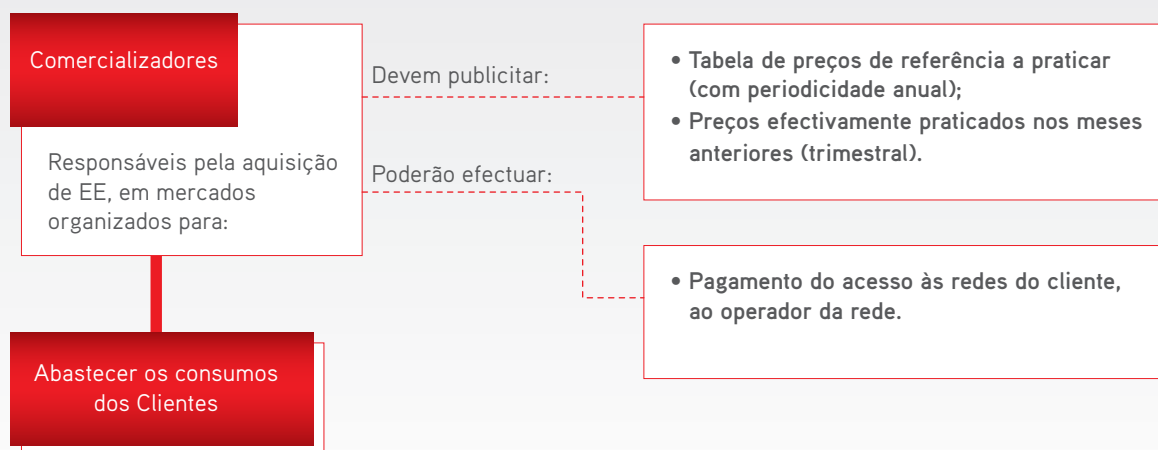 Comercializadores
Responsáveis pela aquisição
de EE, em mercados
organizados para:
Devem publicitar:
• Tabela de preços de referência a praticar
(com periodicidade anual);
• Preços efectivamente praticados nos meses
anteriores (trimestral).
Poderão efectuar:
• Pagamento do acesso às redes do cliente,
ao operador da rede.
Abastecer os consumos
dos Clientes